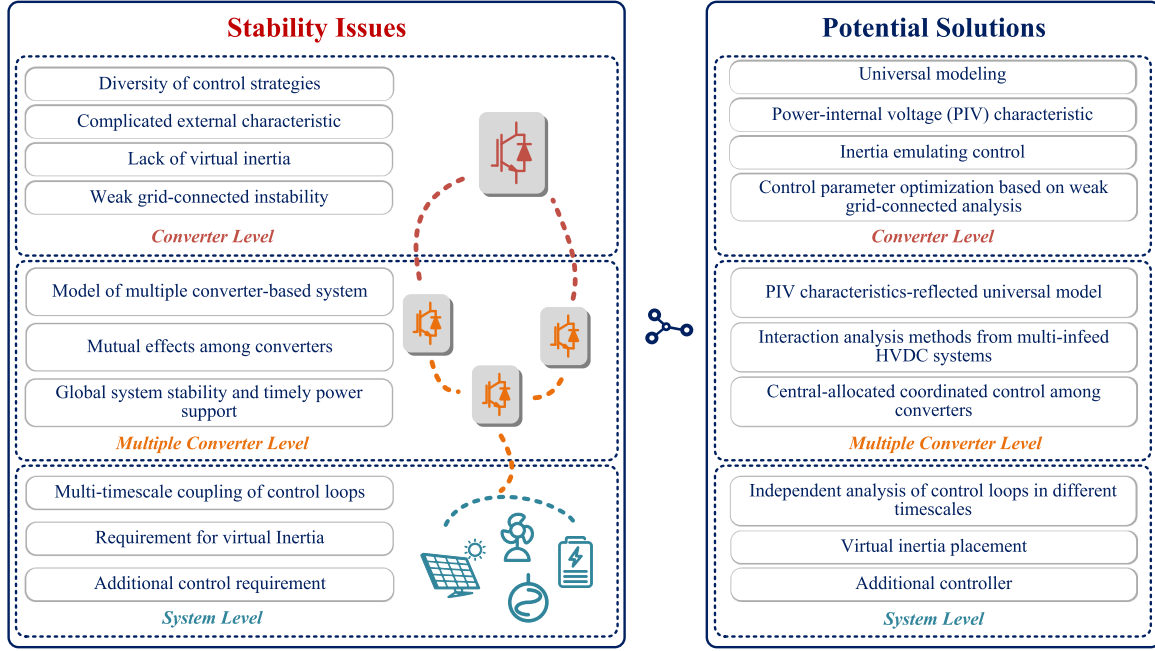 Stability Issues
Diversity of control strategies
Complicated external characteristic
Lack of virtual inertia
Weak grid-connected instability
Converter Level
Model of multiple converter-based system
Mutual effects among converters
Global system stability and timely power
support
Multiple Converter Level
Multi-timescale coupling of control loops
Requirement for virtual Inertia
Additional control requirement
System Level
Potential Solutions
Universal modeling
Power-internal voltage (PIV) characteristic
Inertia emulating control
Control parameter optimization based on weak
grid-connected analysis
Converter Level
PIV characteristics-reflected universal model
Interaction analysis methods from multi-infeed
HVDC systems
Central-allocated coordinated control among
converters
Multiple Converter Level
Independent analysis of control loops in different
timescales
Virtual inertia placement
Additional controller
System Level